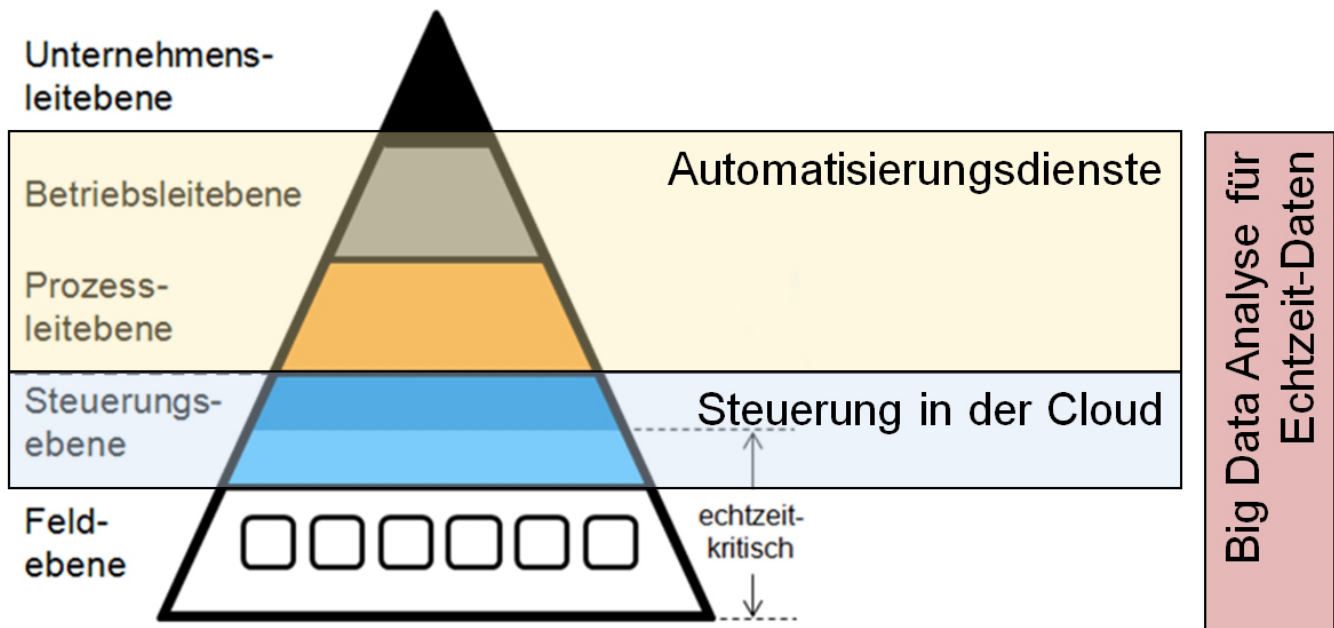 Unternehmens-
leitebene
Automatisierungsdienste
Betriebsleitebene
Prozess-
leitebene
Steuerungs-
ebene
Steuerung in der Cloud
Feld-
ebene
echtzeit-
kritisch
Big Data Analyse für
Echtzeit-Daten